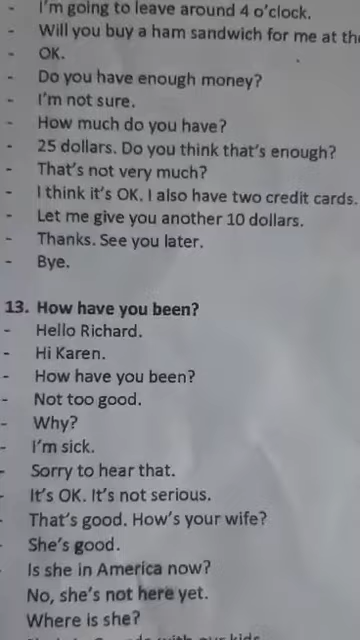 - I'm going to leave around 4 o'clock.
- Will you buy a ham sandwich for me at the
- OK.
- Do you have enough money?
- I'm not sure.
- How much do you have?
- 25 dollars. Do you think that's enough?
- That's not very much?
- I think it's OK. I also have two credit cards.
- Let me give you another 10 dollars.
- Thanks. See you later.
- Bye.
13. How have you been?
- Hello Richard.
- Hi Karen.
- How have you been?
- Not too good.
- Why?
- I'm sick.
- Sorry to hear that.
- It's OK. It's not serious.
- That's good. How's your wife?
- She's good.
- Is she in America now?
No, she's not here yet.
Where is she?
with our kids